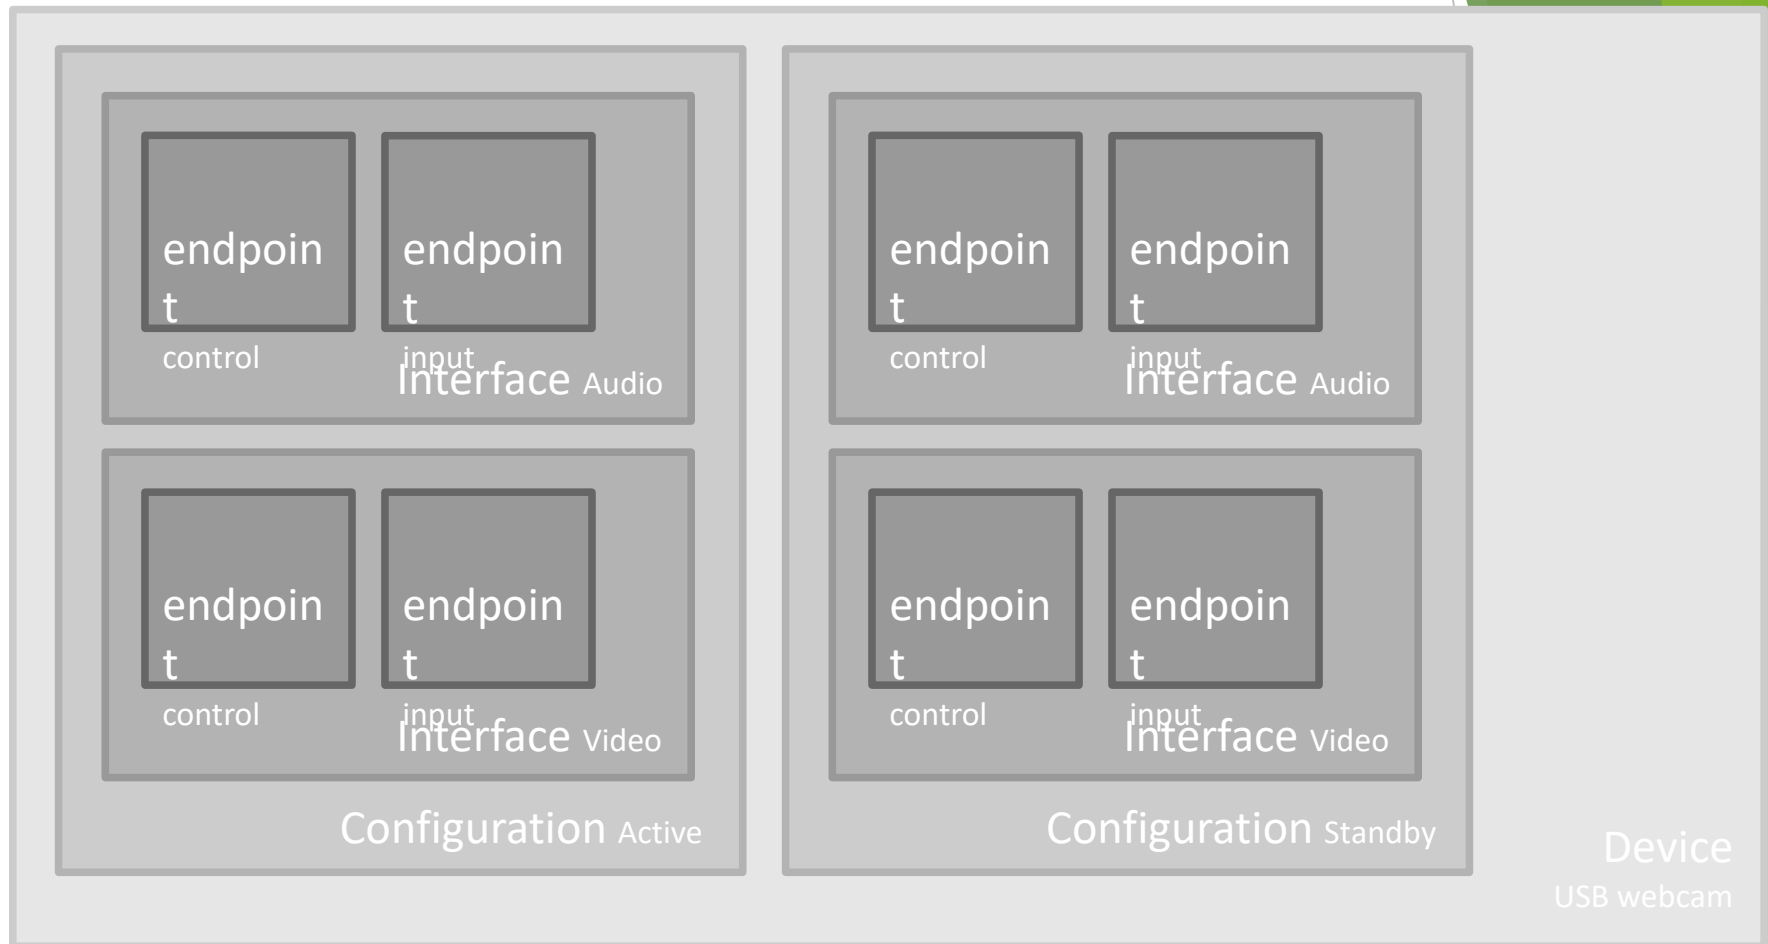 endpoin
t
control
endpoin
t
input
Interface Audio
endpoin
t
control
endpoin
t
input
Interface Video
Configuration Active
endpoin
t
control
endpoin
t
input
Interface Audio
endpoin
t
control
endpoin
t
input
Interface Video
Configuration Standby
Device
USB webcam